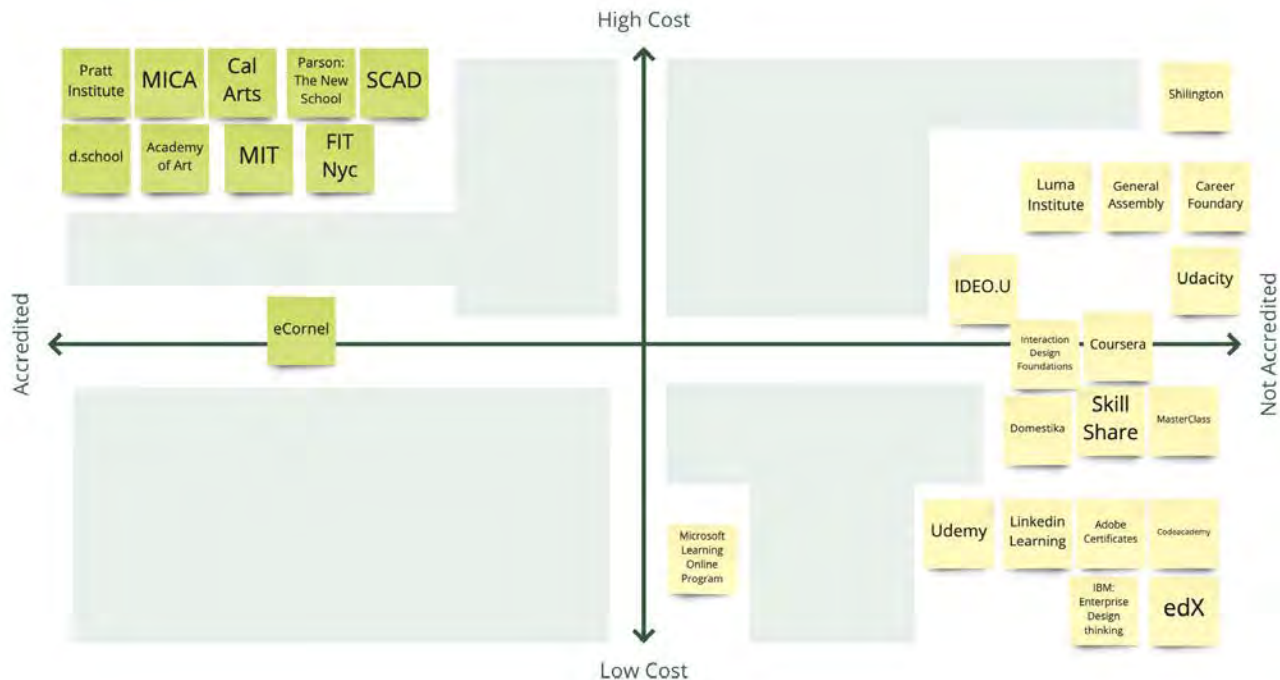 High Cost
Pratt
Institute
MICA
Cal
Arts
Parson:
The New
School
SCAD
d.school
Academy
of Art
MIT
FIT
Nyc
Shilington
Luma
Institute
General
Assembly
Career
Foundary
IDEO.U
Udacity
Accredited
eCornel
Interaction
Design
Foundations
Coursera
Not Accredited
Domestika
Skill
Share
MasterClass
Microsoft
Learning
Online
Program
Udemy
Linkedin
Learning
Adobe
Certificates
Codeacademy
IBM:
Enterprise
Design
thinking
edX
Low Cost